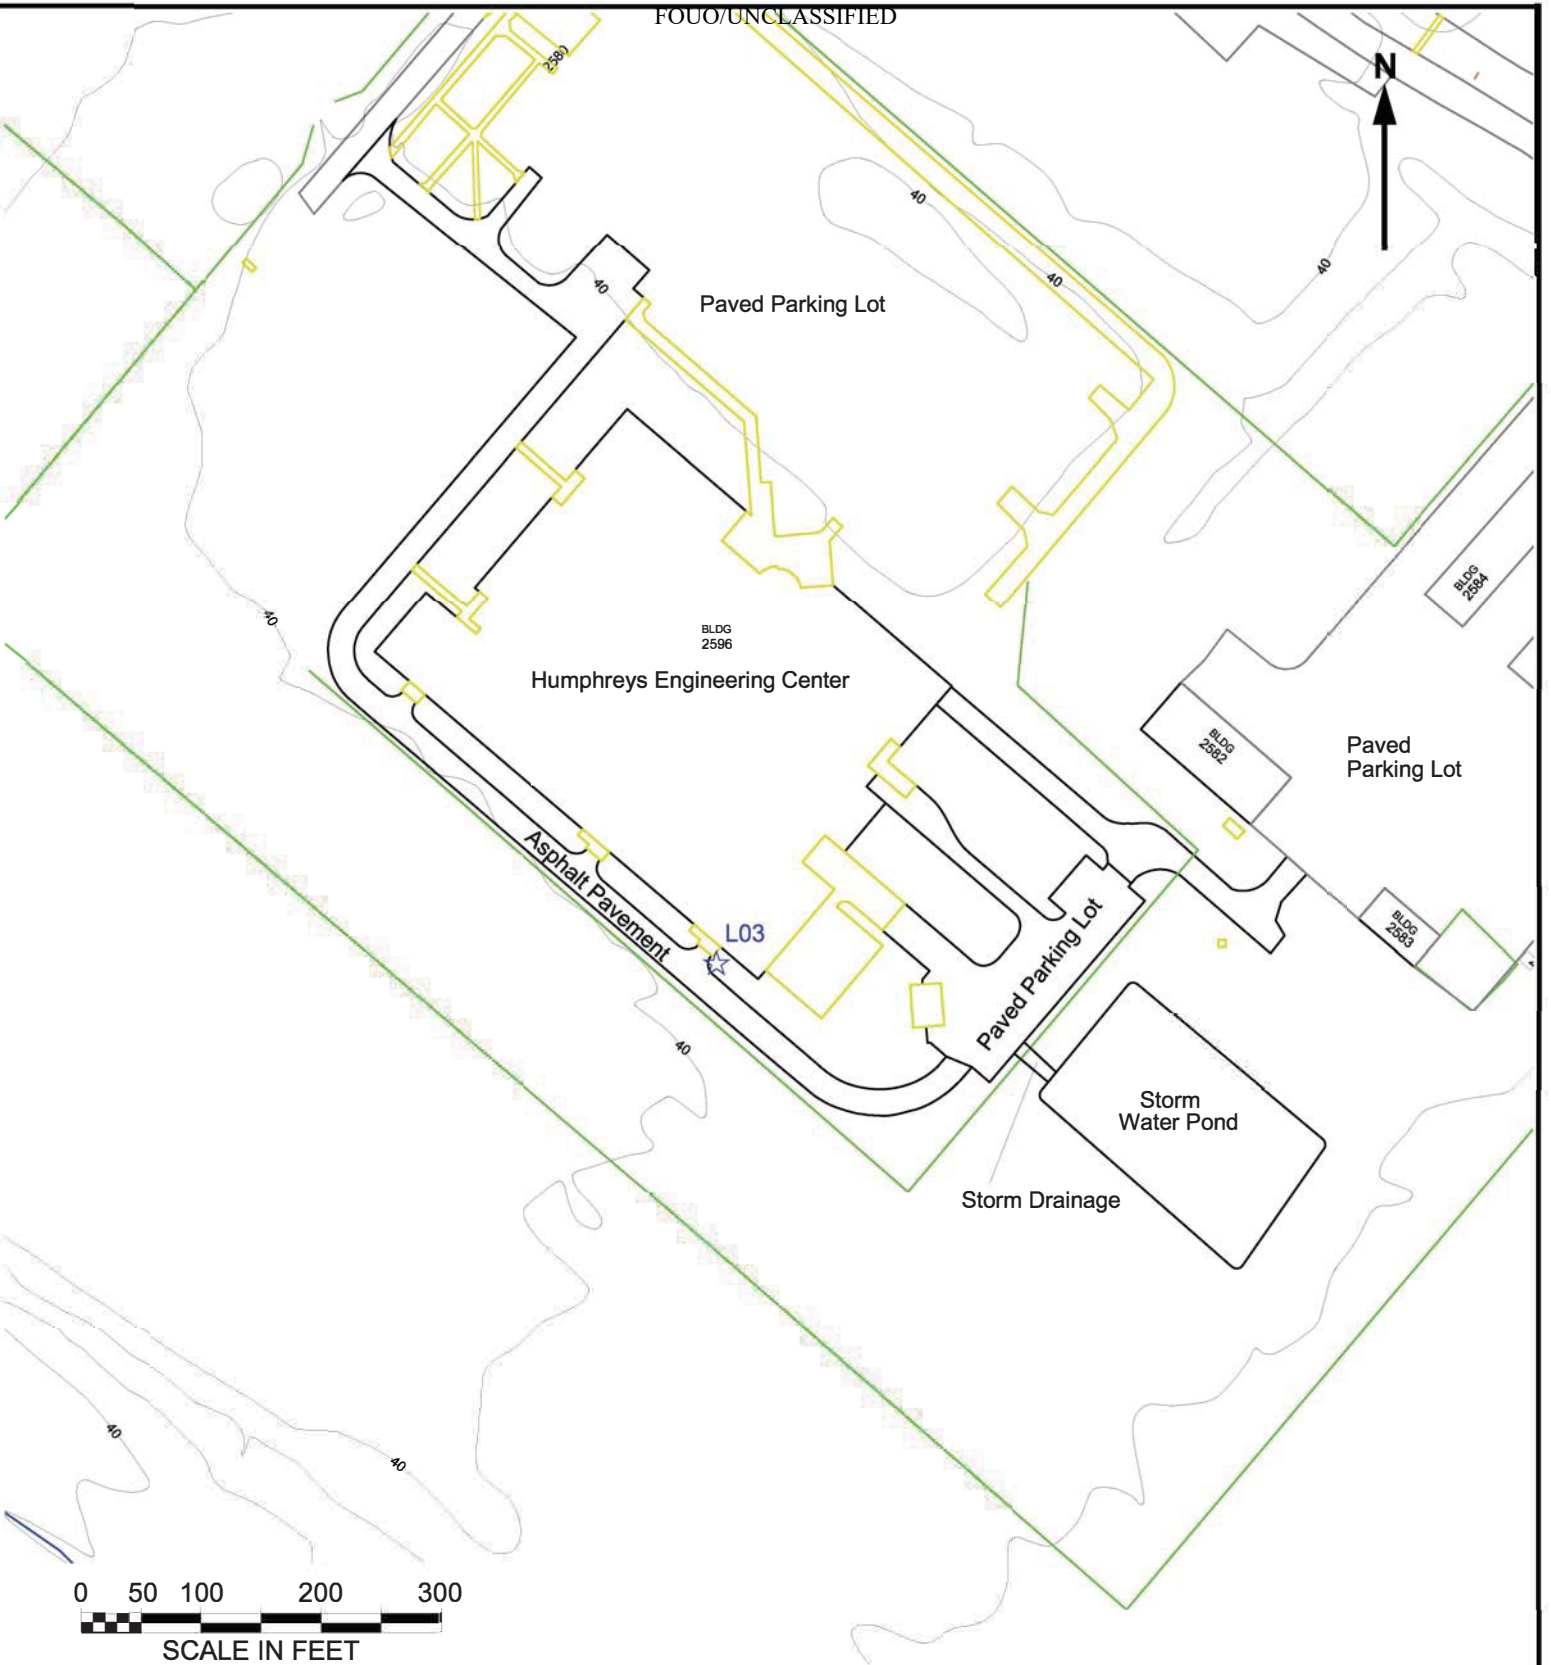 FOUO/UNCLASSIFIED
2580
N
40
40
40
40
Paved Parking Lot
BLDG
2584
40
BLDG
2596
Humphreys Engineering Center
BLDG
2582
Paved
Parking Lot
Asphalt Pavement
L03
BLDG
2583
Paved Parking Lot
40
Storm
Water Pond
Storm Drainage
40
40
0 50 100 200 300
SCALE IN FEET